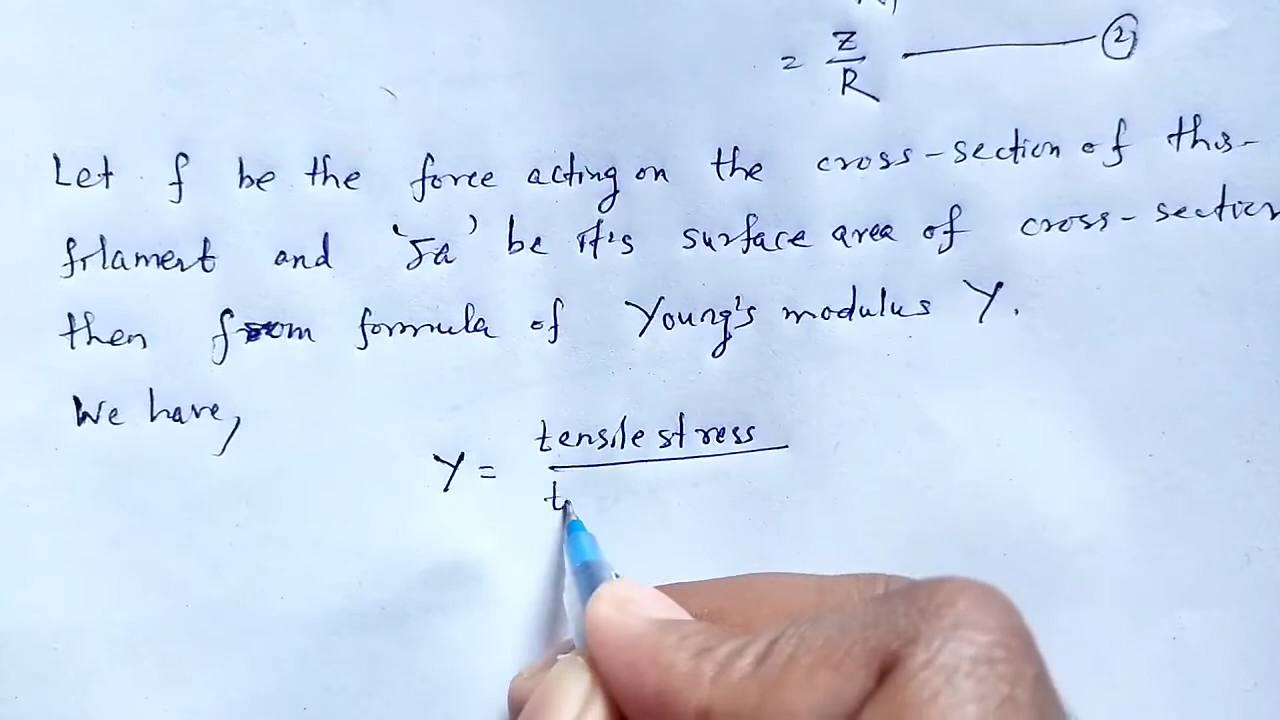 = Z/R ——— ②
Let f be the force acting on the cross-section of this-
filament and 'δa' be it's surface area of cross-section
then from formula of Young's modulus Y.
We have,
tensile stress
Y =
t